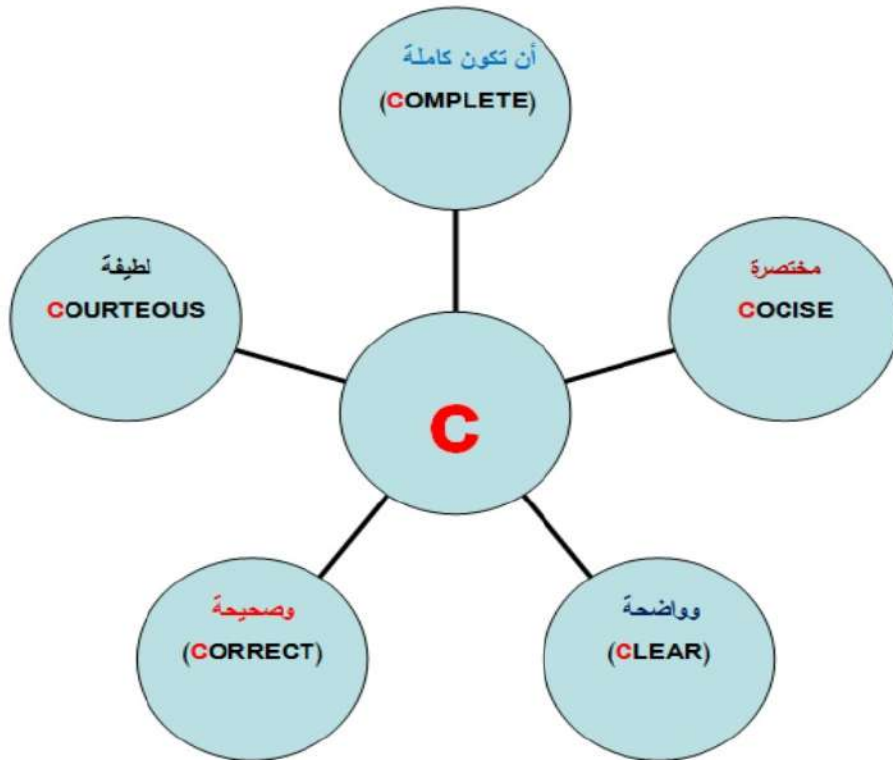 أن تكون كاملة
(COMPLETE)
مختصرة
COCISE
وواضحة
(CLEAR)
وصحيحة
(CORRECT)
لطيفة
COURTEOUS
C